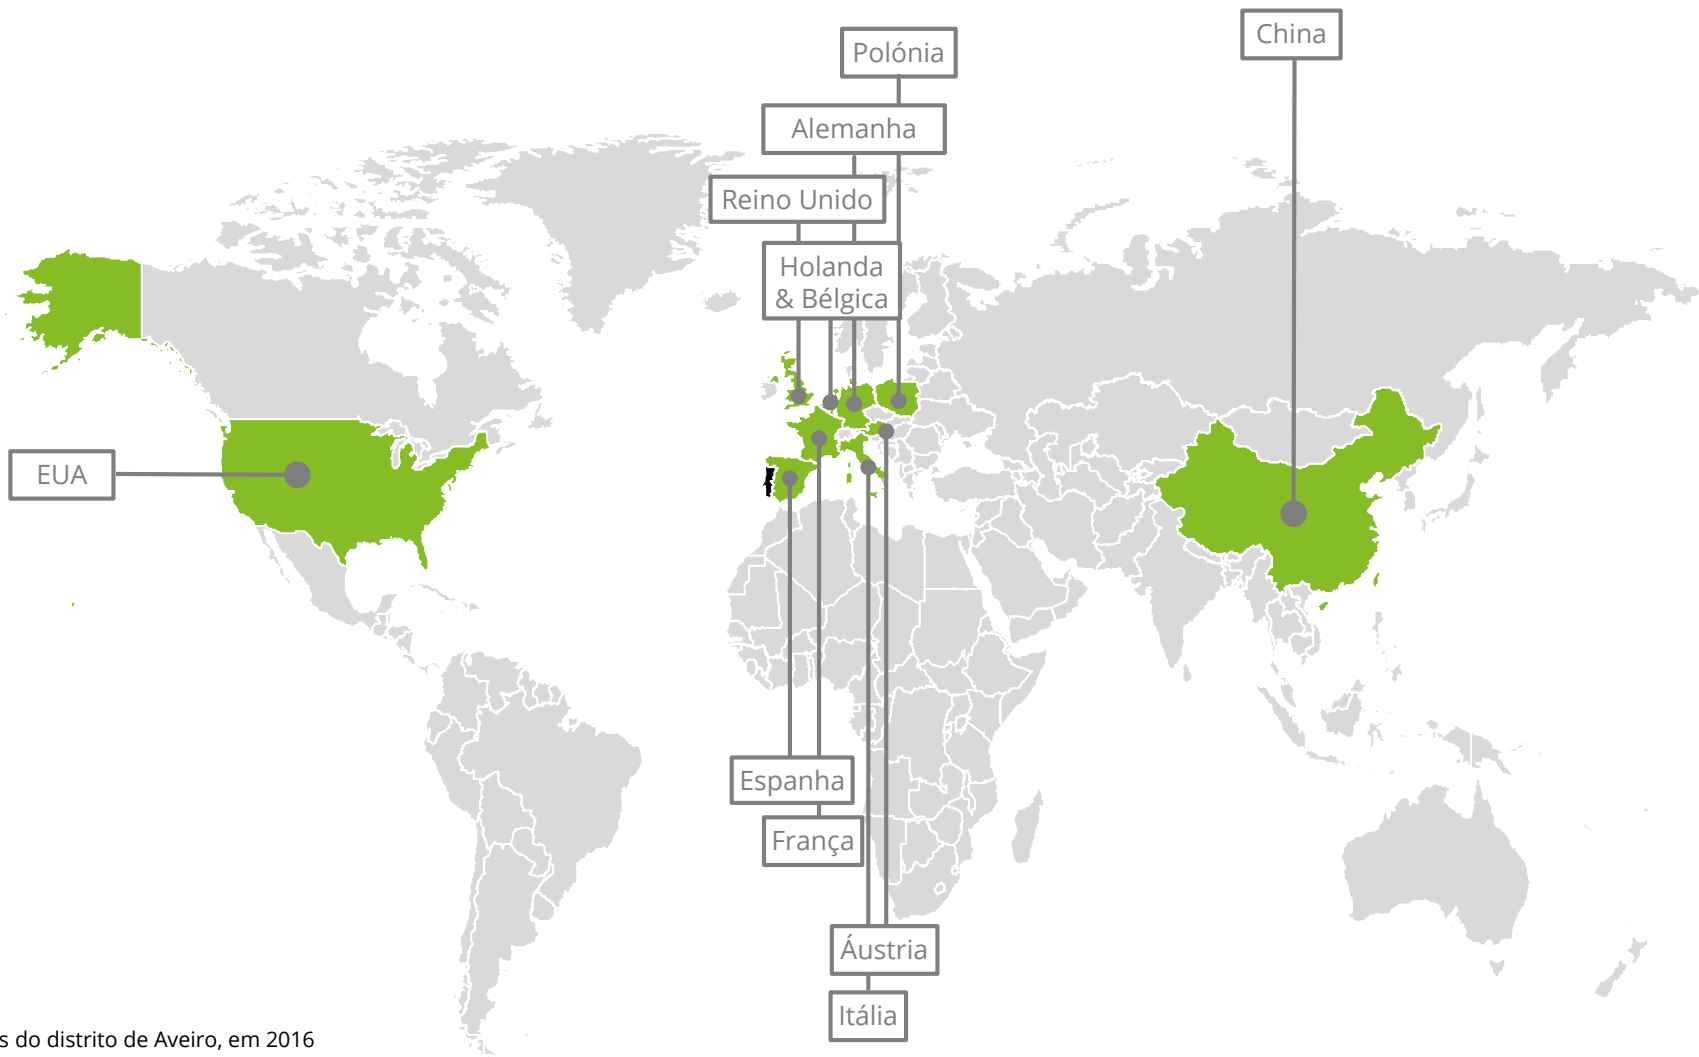 China
Polónia
Alemanha
Reino Unido
Holanda
& Bélgica
EUA
Espanha
França
Áustria
Itália
do distrito de Aveiro, em 2016